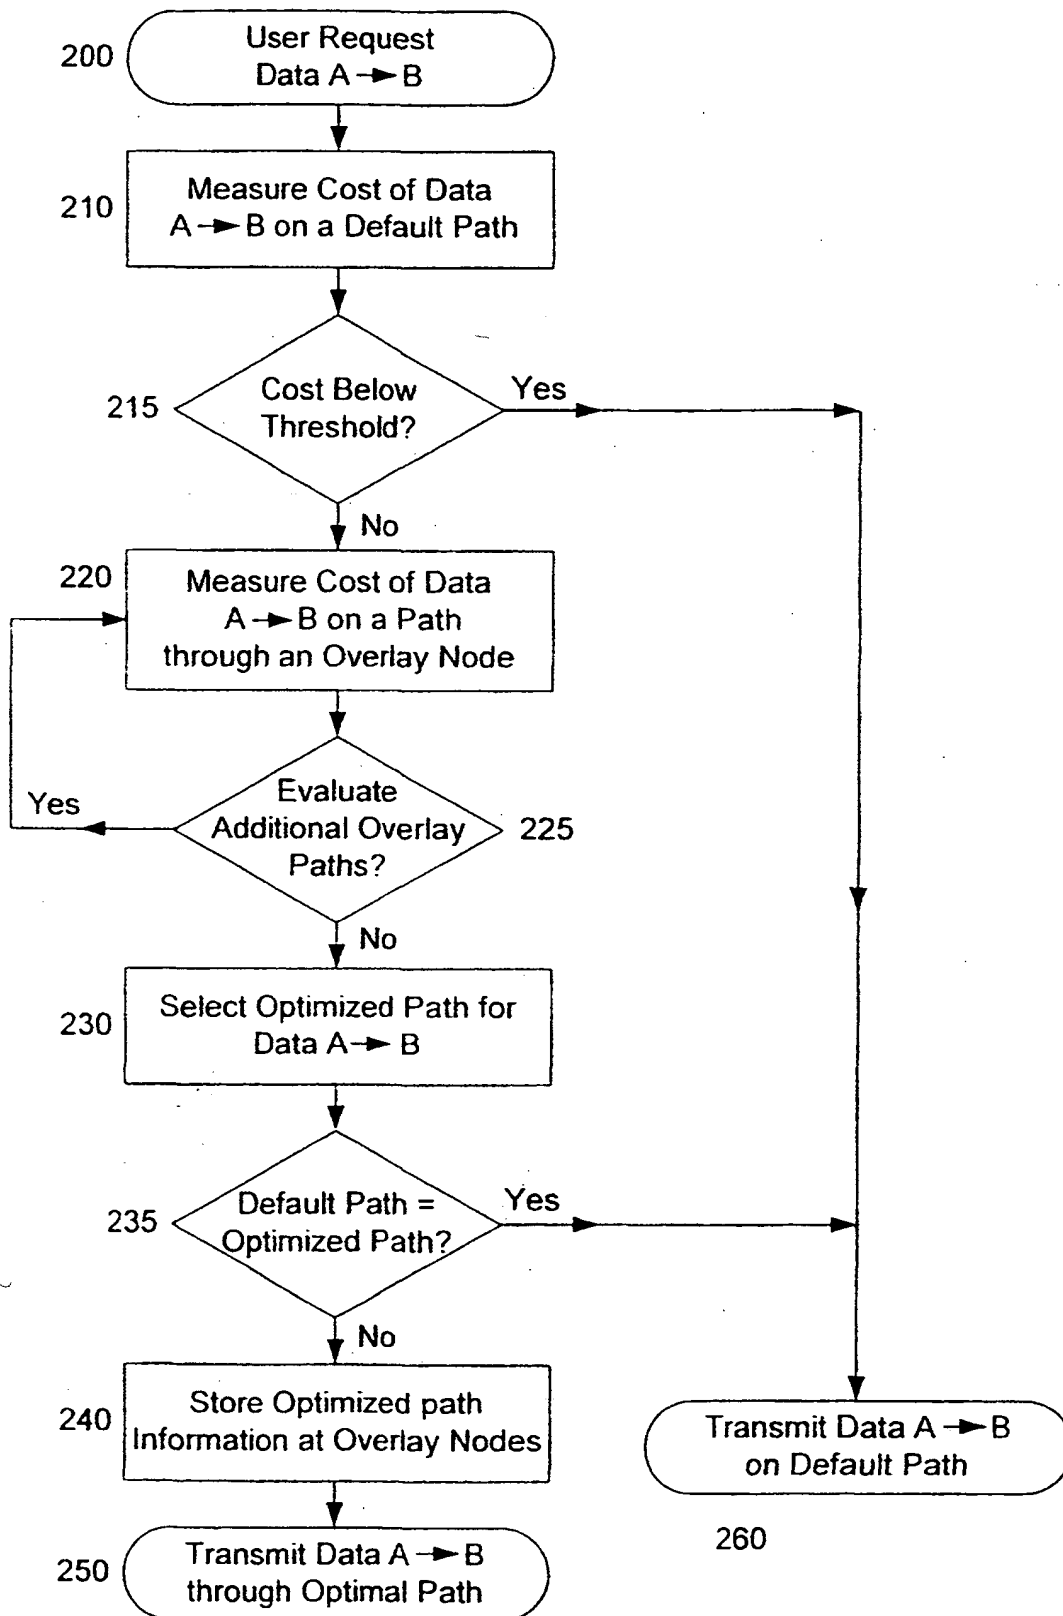 200
User Request
Data A → B
210
Measure Cost of Data
A → B on a Default Path
215
Cost Below
Threshold?
Yes
No
220
Measure Cost of Data
A → B on a Path
through an Overlay Node
Yes
Evaluate
Additional Overlay
Paths?
225
No
230
Select Optimized Path for
Data A → B
235
Default Path =
Optimized Path?
Yes
No
240
Store Optimized path
Information at Overlay Nodes
Transmit Data A → B
on Default Path
260
250
Transmit Data A → B
through Optimal Path